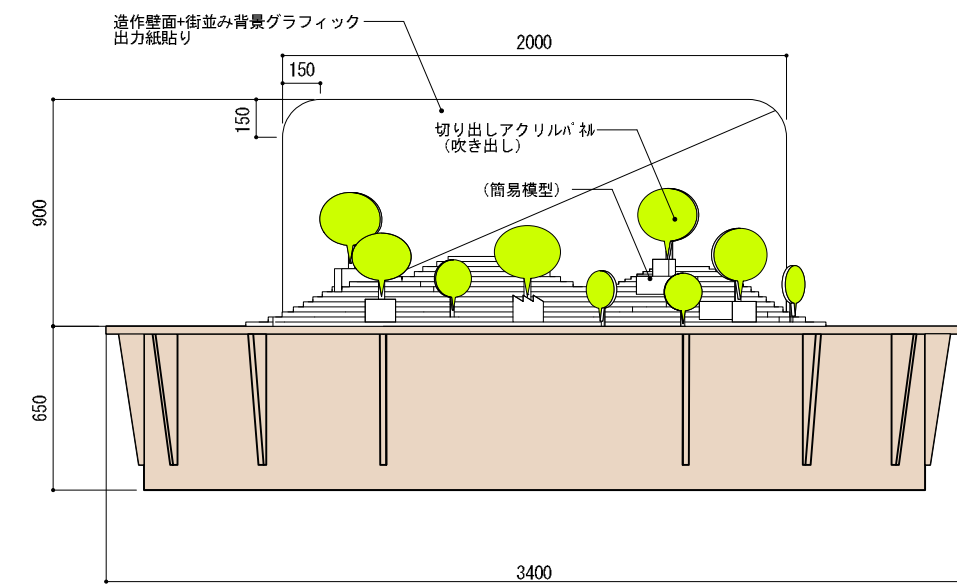 造作壁面+街並み背景グラフィック
出力紙貼り
2000
150
150
切り出しアクリルパネル
(吹き出し)
(簡易模型)
900
650
3400